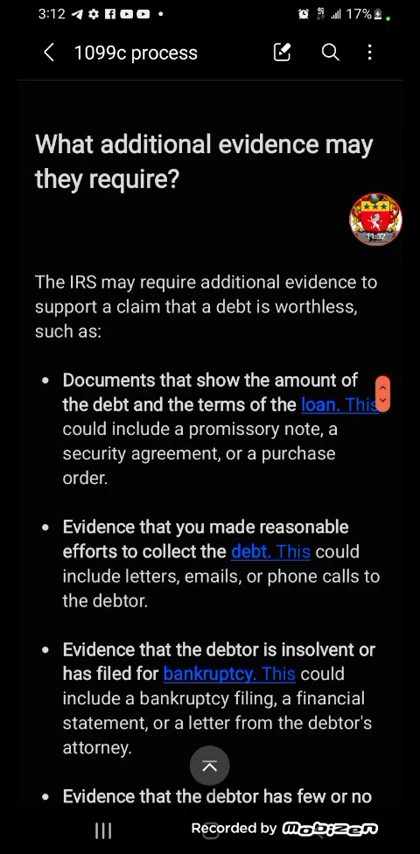 3:12
17%
1099c process
What additional evidence may
they require?
11:32
The IRS may require additional evidence to
support a claim that a debt is worthless,
such as:
• Documents that show the amount of
the debt and the terms of the loan. This
could include a promissory note, a
security agreement, or a purchase
order.
• Evidence that you made reasonable
efforts to collect the debt. This could
include letters, emails, or phone calls to
the debtor.
• Evidence that the debtor is insolvent or
has filed for bankruptcy. This could
include a bankruptcy filing, a financial
statement, or a letter from the debtor's
attorney.
• Evidence that the debtor has few or no
Recorded by mobizen